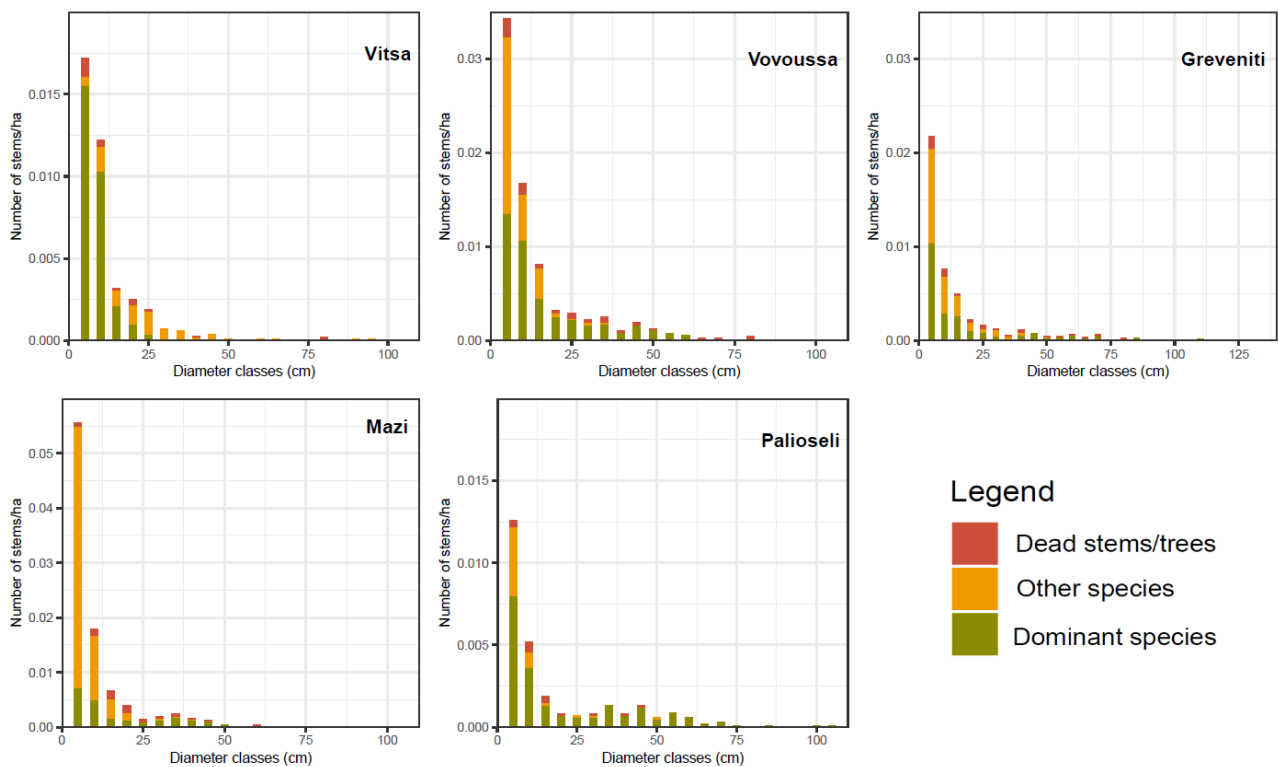 Vitsa
Number of stems/ha
0.015
0.010
0.005
0.000
0 25 50 75 100
Diameter classes (cm)
Vovoussa
Number of stems/ha
0.03
0.02
0.01
0.00
0 25 50 75 100
Diameter classes (cm)
Greveniti
Number of stems/ha
0.03
0.02
0.01
0.00
0 25 50 75 100 125
Diameter classes (cm)
Mazi
Number of stems/ha
0.05
0.04
0.03
0.02
0.01
0.00
0 25 50 75 100
Diameter classes (cm)
Palioseli
Number of stems/ha
0.015
0.010
0.005
0.000
0 25 50 75 100
Diameter classes (cm)
Legend
Dead stems/trees
Other species
Dominant species